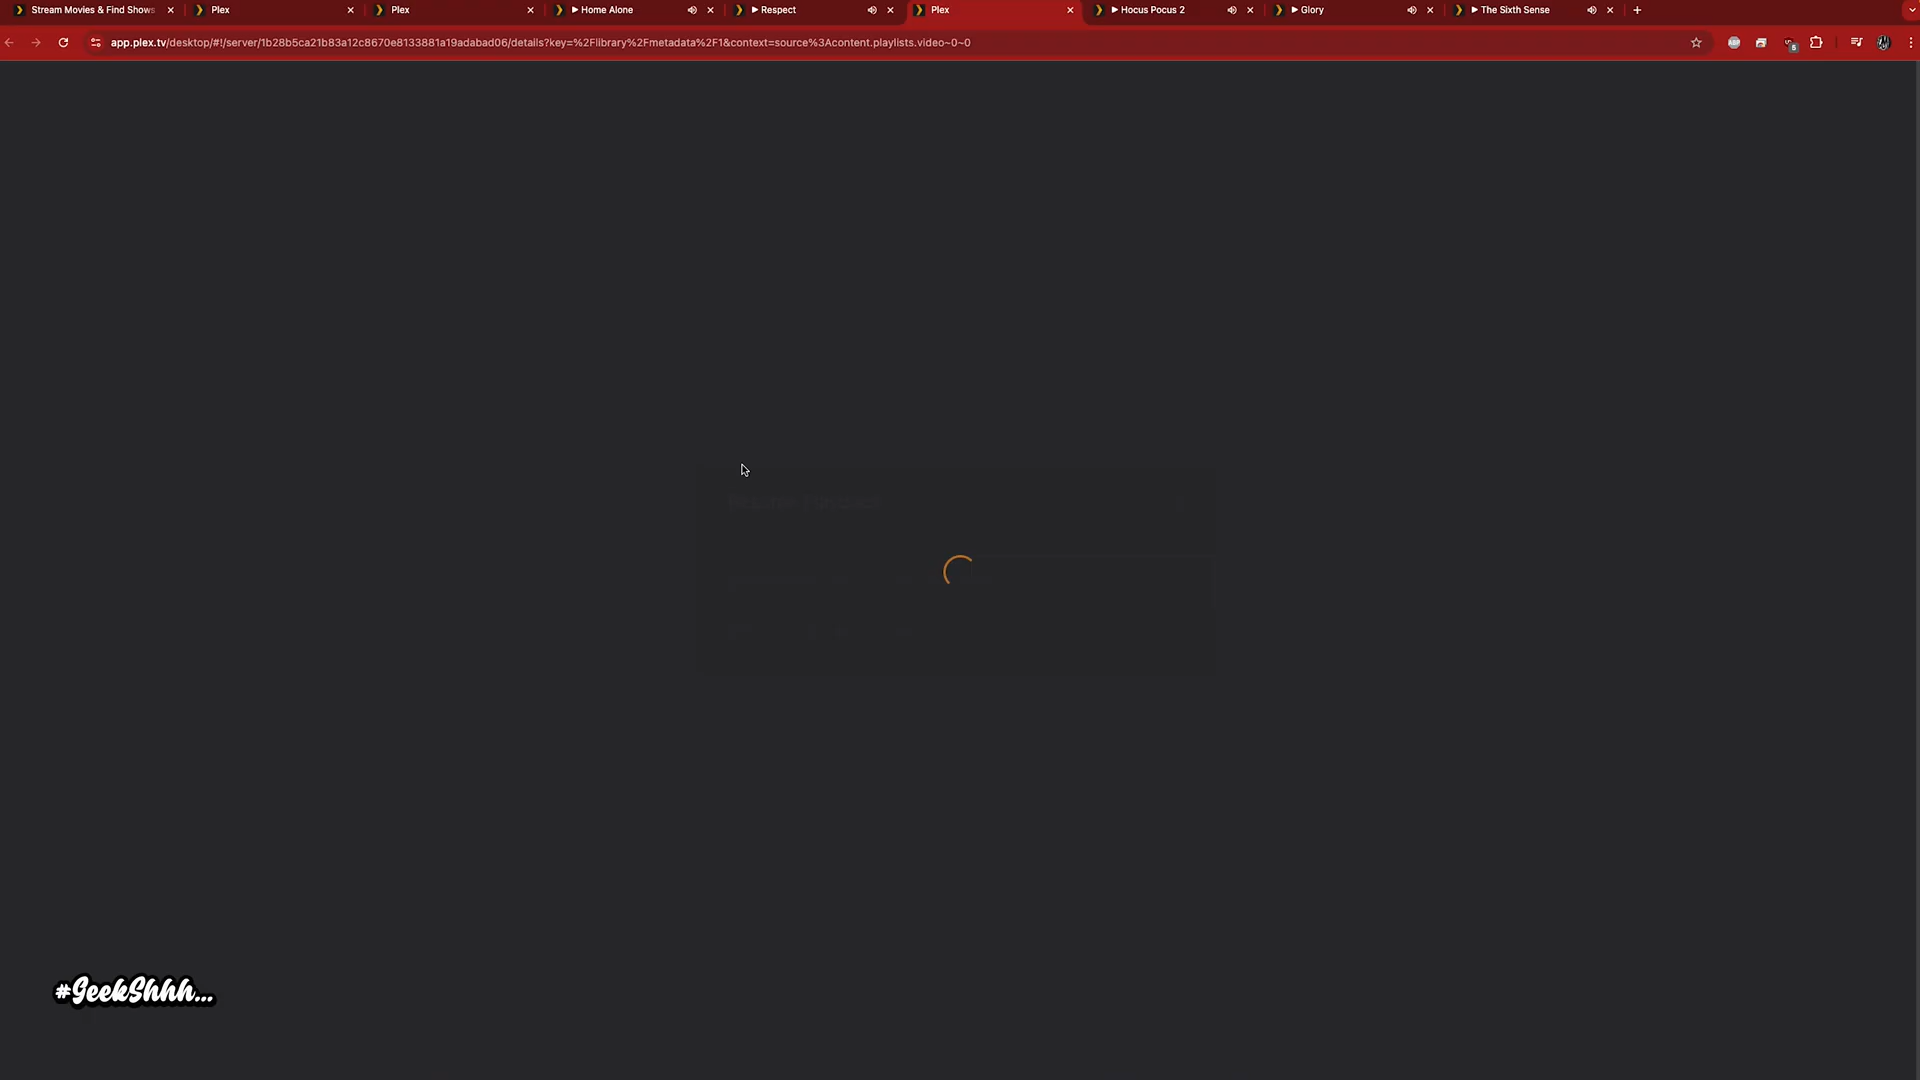 Stream Movies & Find Shows
Plex
Plex
Home Alone
Respect
Plex
Hocus Pocus 2
Glory
The Sixth Sense
app.plex.tv/desktop/#!/server/1b28b5ca21b83a12c8670e8133881a19adabad06/details?key=%2Flibrary%2Fmetadata%2F1&context=source%3Acontent.playlists.video~0~0
5
#GeekShhh...